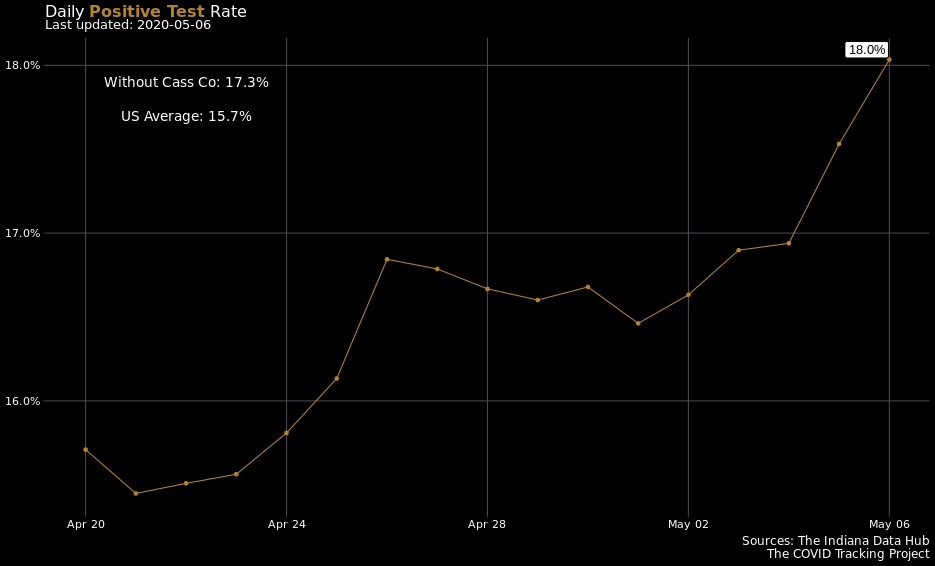 Daily Positive Test Rate
Last updated: 2020-05-06
18.0%
18.0%
Without Cass Co: 17.3%
US Average: 15.7%
17.0%
16.0%
Apr 20
Apr 24
Apr 28
May 02
May 06
Sources: The Indiana Data Hub
The COVID Tracking Project